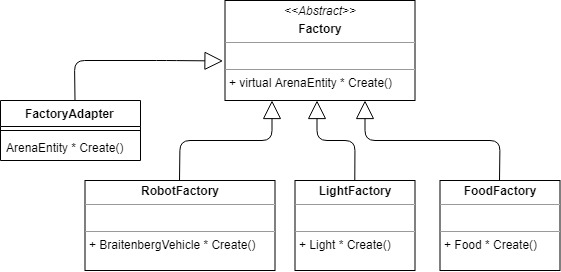 <<Abstract>>
Factory
+ virtual ArenaEntity * Create()
FactoryAdapter
ArenaEntity * Create()
RobotFactory
+ BraitenbergVehicle * Create()
LightFactory
+ Light * Create()
FoodFactory
+ Food * Create()